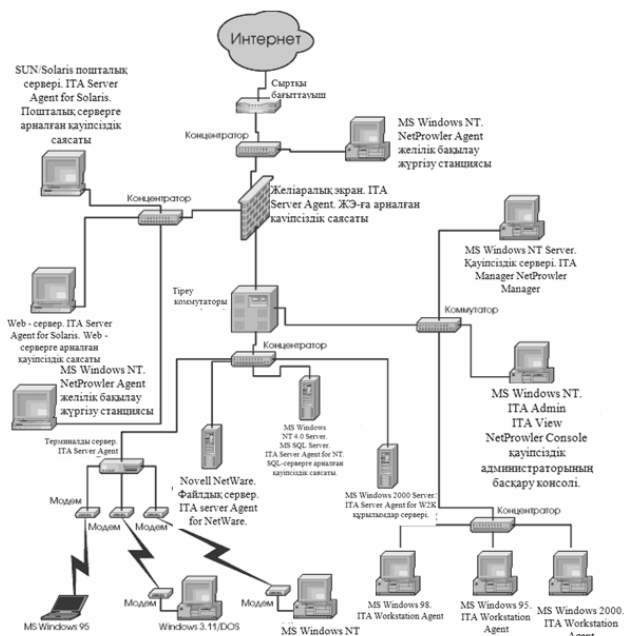 Интернет
SUN/Solaris пошталық
сервері. ITA Server
Agent for Solaris.
Пошталық серверге
арналған қауіпсіздік
саясаты
Сыртқы
бағыттауыш
Концентратор
MS Windows NT.
NetProwler Agent
желілік бақылау
жүргізу станциясы
Концентратор
Желіаралық экран. ITA
Server Agent. ЖЭ-ға арналған
қауіпсіздік саясаты
MS Windows NT Server.
Қауіпсіздік сервері. ITA
Manager NetProwler
Manager
Web - сервер. ITA Server
Agent for Solaris. Web -
серверге арналған
қауіпсіздік саясаты
Тіреу
коммутаторы
Коммутатор
Концентратор
MS Windows NT.
NetProwler Agent
желілік бақылау
жүргізу станциясы
MS Windows NT.
ITA Admin
ITA View
NetProwler Console
қауіпсіздік
администраторының
басқару консолі.
Терминалды сервер.
ITA Server Agent
MS Windows
NT 4.0 Server.
MS SQL Server.
ITA Server Agent for NT.
SQL-серверге арналған
қауіпсіздік саясаты.
Novell NetWare.
Файлдық сервер.
ITA server Agent
for NetWare.
MS Windows 2000 Server.
ITA Server Agent for W2K
құрылымдар сервері.
Модем
Модем
Модем
Концентратор
Модем
Модем
MS Windows 95
Windows 3.11/DOS
MS Windows NT
MS Windows 98.
ITA Workstation Agent
MS Windows 95.
ITA Workstation
Agent
MS Windows 2000.
ITA Workstation
Agent